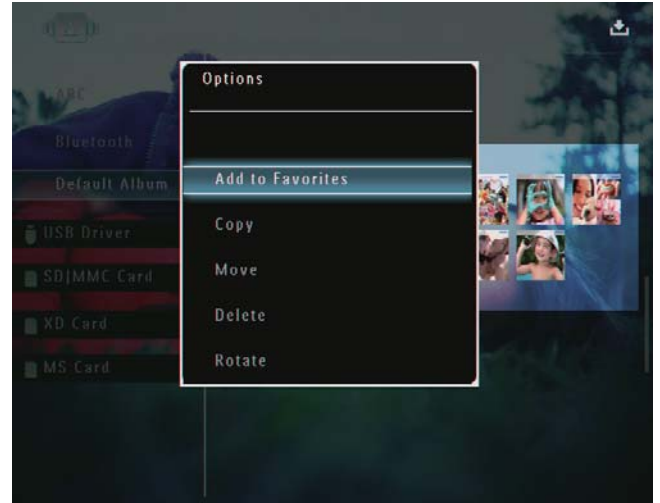 Options
Add to Favorites
Copy
Move
Delete
Rotate
ABC
Bluetooth
Default Album
USB Driver
SD|MMC Card
XD Card
MS Card